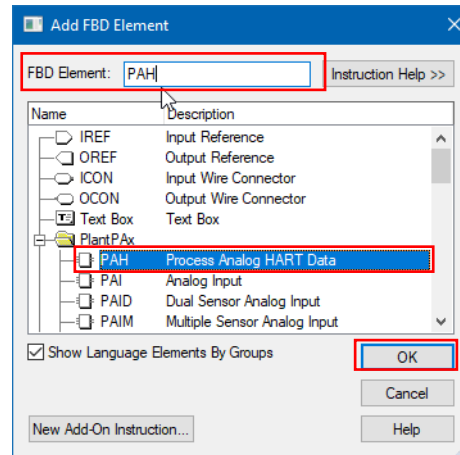 Add FBD Element
FBD Element: PAH
Instruction Help >>
Name Description
IREF Input Reference
OREF Output Reference
ICON Input Wire Connector
OCON Output Wire Connector
Text Box Text Box
PlantPAx
PAH Process Analog HART Data
PAI Analog Input
PAID Dual Sensor Analog Input
PAIM Multiple Sensor Analog Input
Show Language Elements By Groups
OK
Cancel
New Add-On Instruction...
Help